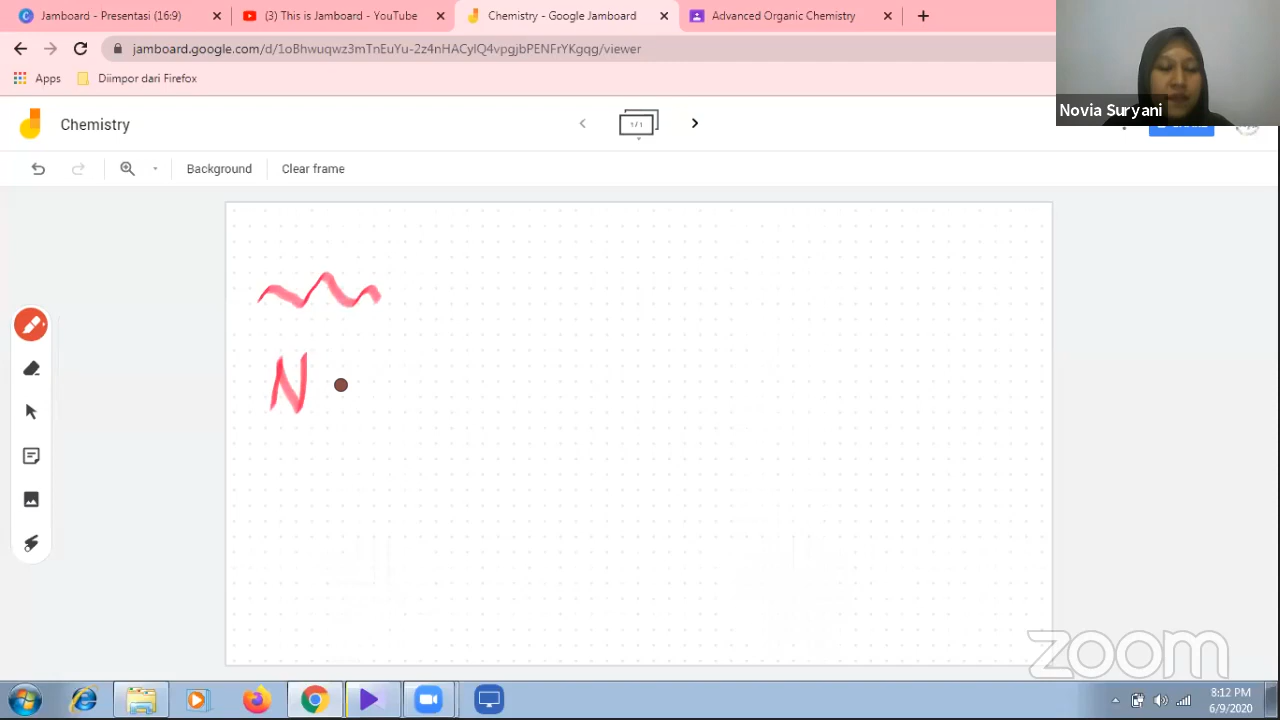 Jamboard - Presentasi (16:9)
(3) This is Jamboard - YouTube
Chemistry - Google Jamboard
Advanced Organic Chemistry
jamboard.google.com/d/1oBhwuqwz3mTnEuYu-2z4nHACylQ4vpgjbPENFrYKgqg/viewer
Apps
Diimpor dari Firefox
Novia Suryani
Chemistry
1/1
Background
Clear frame
N
zoom
8:12 PM
6/9/2020